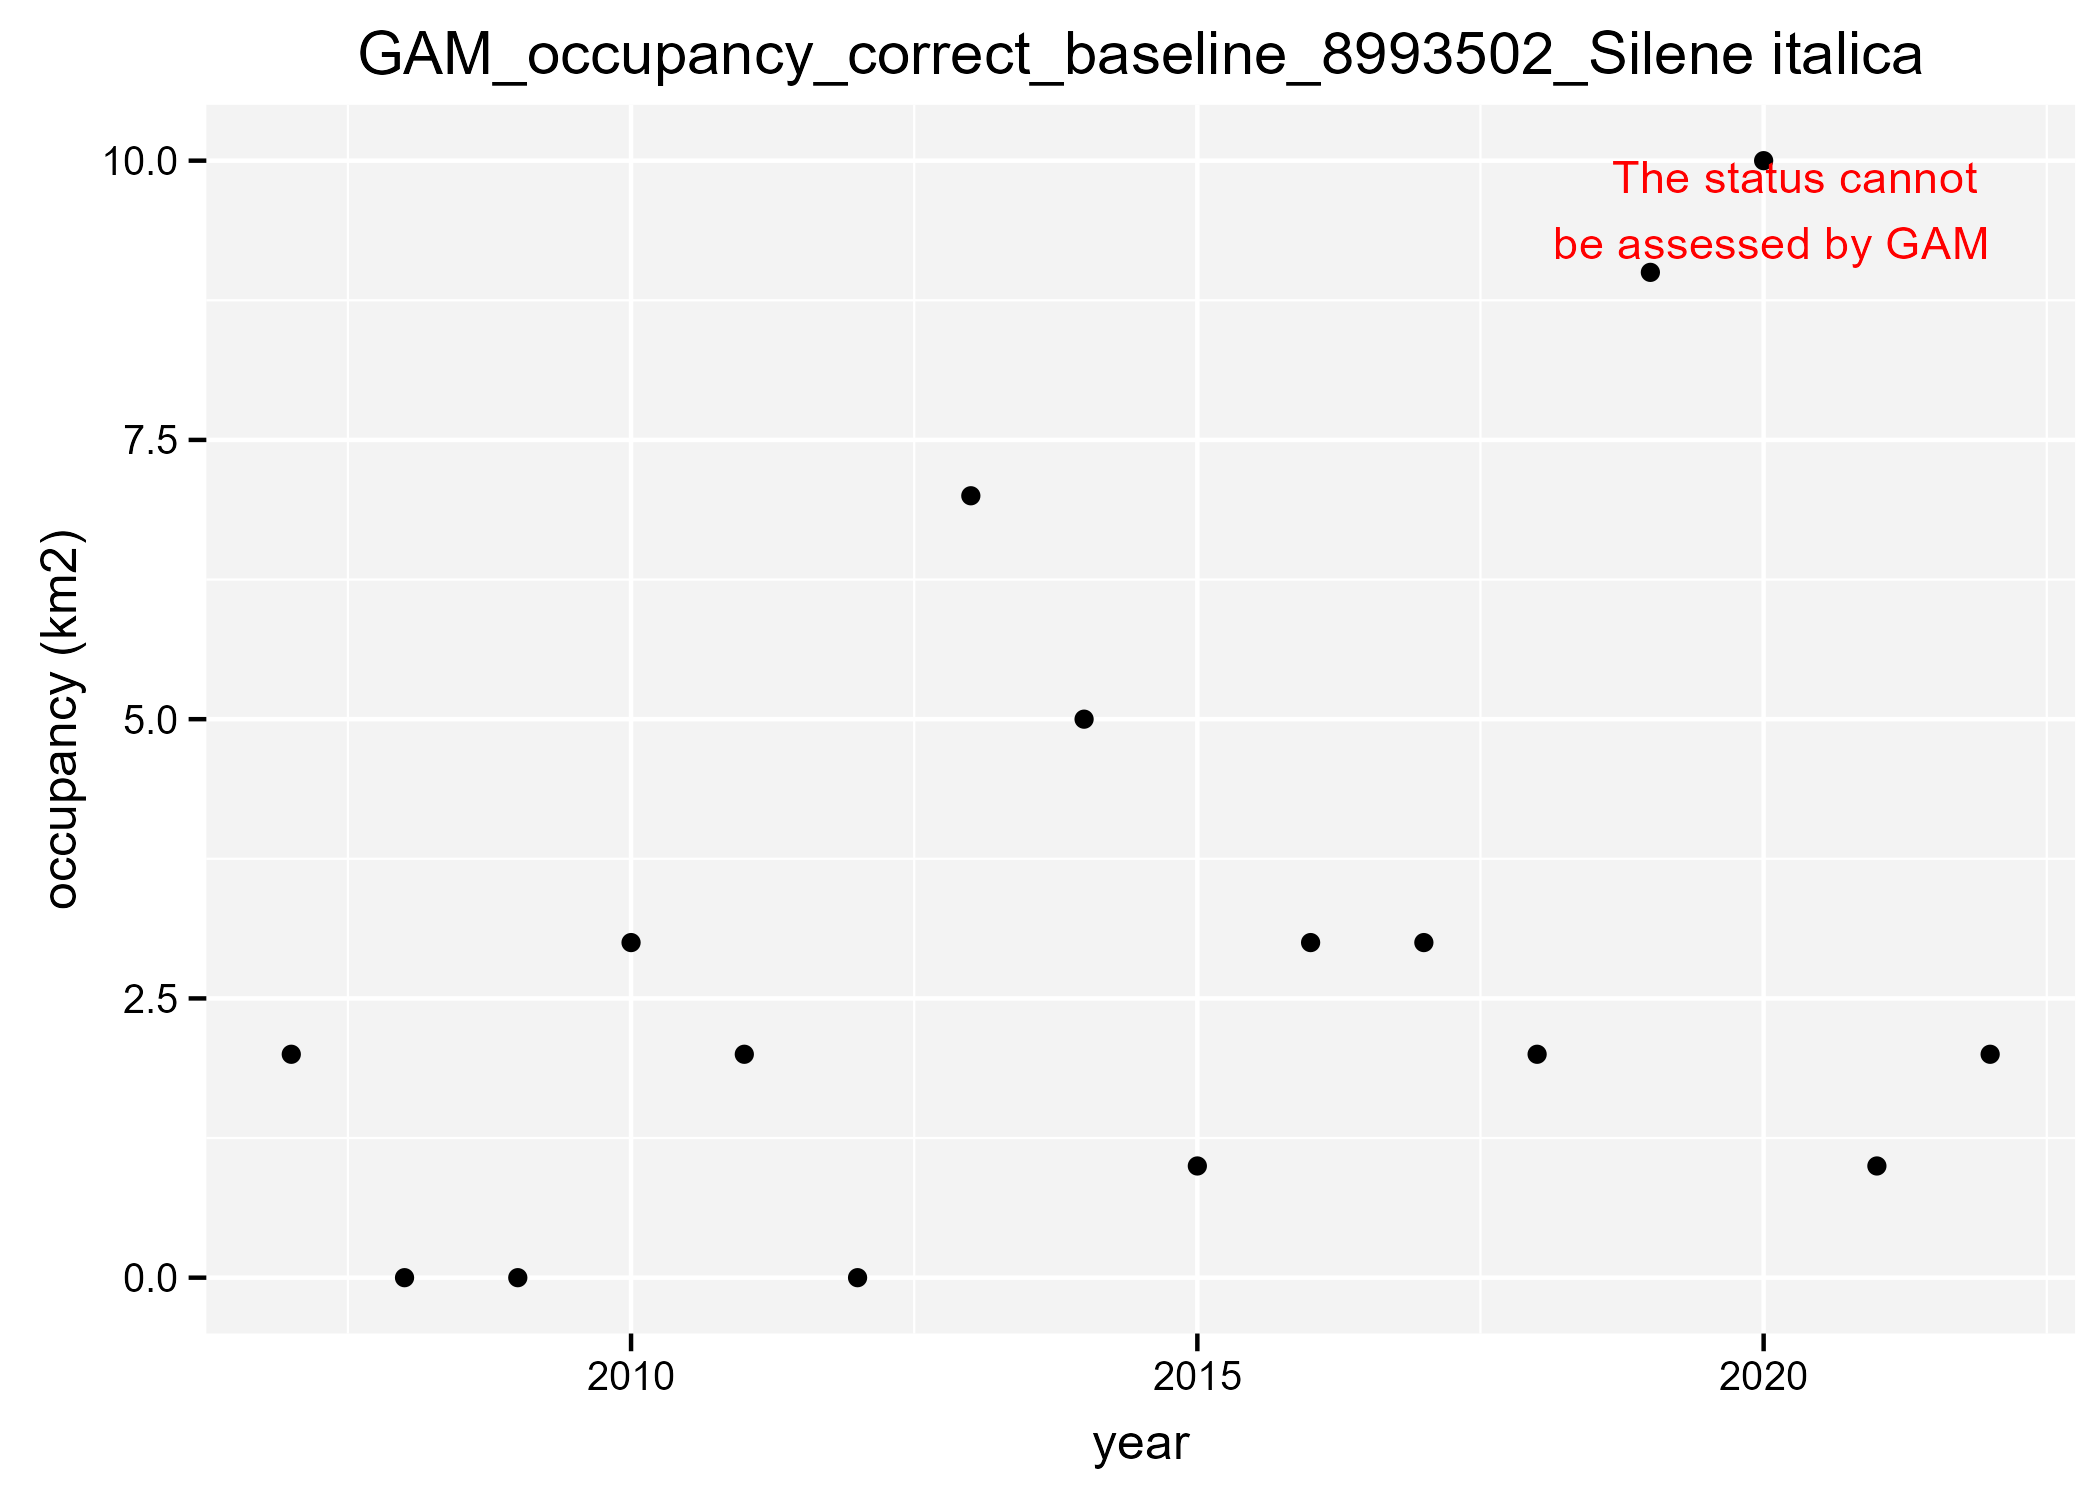 GAM_occupancy_correct_baseline_8993502_Silene italica
10.0
The status cannot
be assessed by GAM
7.5
occupancy (km2)
5.0
2.5
0.0
2010
2015
2020
year